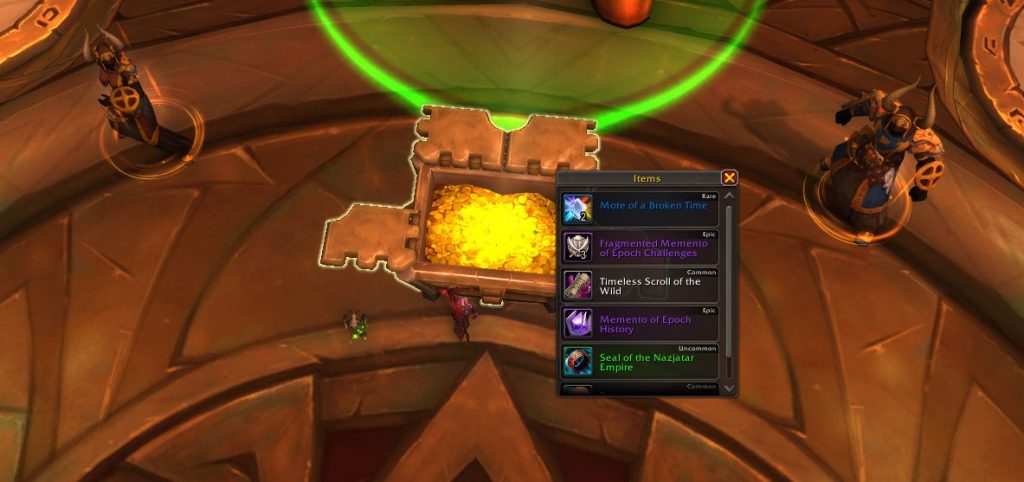 Items
Rare
Mote of a Broken Time
2
Epic
Fragmented Memento
of Epoch Challenges
3
Common
Timeless Scroll of the
Wild
Epic
Memento of Epoch
History
Uncommon
Seal of the Nazjatar
Empire
Common